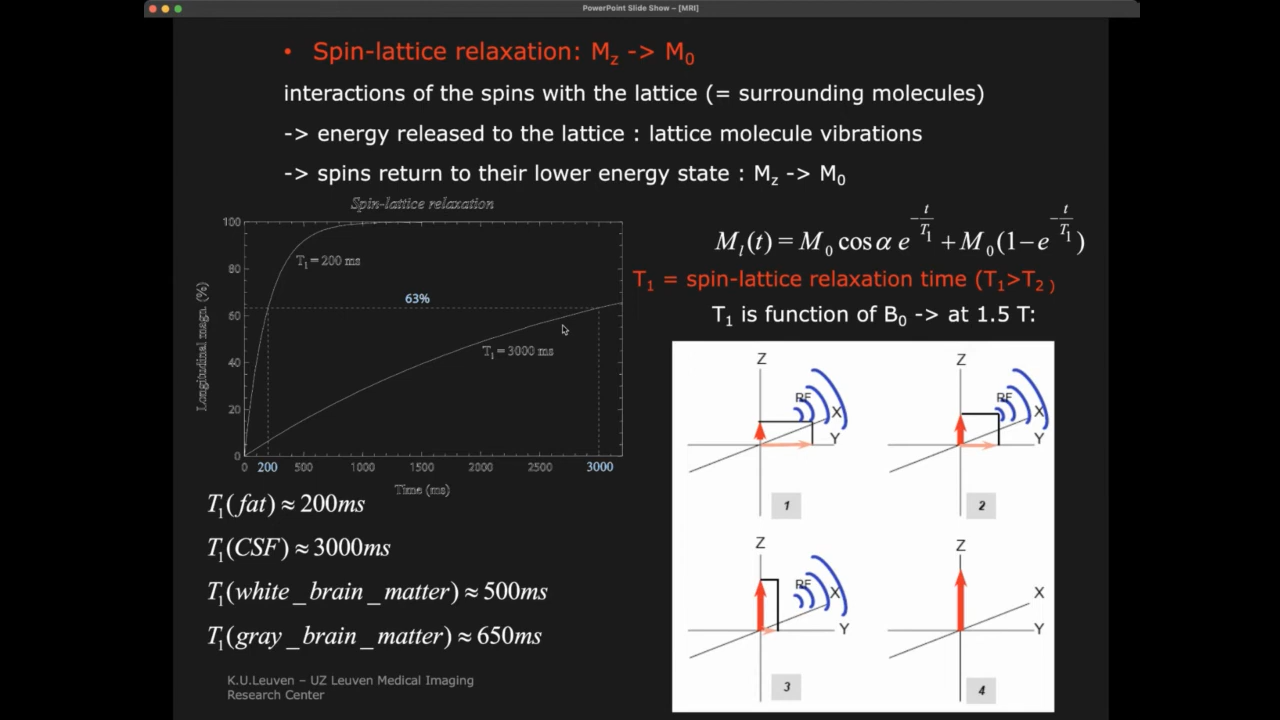 PowerPoint Slide Show – [MRI]
• Spin-lattice relaxation: Mz -> M0
interactions of the spins with the lattice (= surrounding molecules)
-> energy released to the lattice : lattice molecule vibrations
-> spins return to their lower energy state : Mz -> M0
Spin-lattice relaxation
100
80
60
40
20
0
Longitudinal magn. (%)
T1 = 200 ms
63%
T1 = 3000 ms
0 200 500 1000 1500 2000 2500 3000
Time (ms)
Ml(t) = M0 cos α e^(-t/T1) + M0(1 − e^(-t/T1))
T1 = spin-lattice relaxation time (T1>T2 )
T1 is function of B0 -> at 1.5 T:
T1(fat) ≈ 200ms
T1(CSF) ≈ 3000ms
T1(white_brain_matter) ≈ 500ms
T1(gray_brain_matter) ≈ 650ms
Z
RF
X
Y
1
Z
RF
X
Y
2
Z
RF
X
Y
3
Z
X
Y
4
K.U.Leuven – UZ Leuven Medical Imaging
Research Center